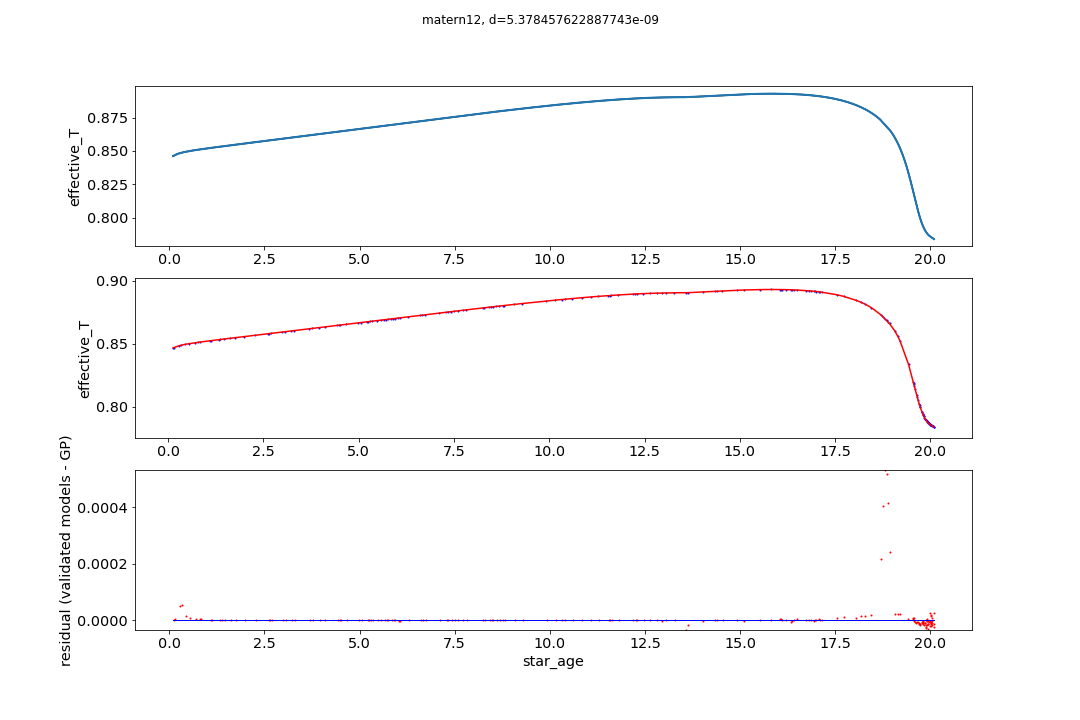 matern12, d=5.378457622887743e-09
effective_T
0.875
0.850
0.825
0.800
0.0 2.5 5.0 7.5 10.0 12.5 15.0 17.5 20.0
effective_T
0.90
0.85
0.80
0.0 2.5 5.0 7.5 10.0 12.5 15.0 17.5 20.0
residual (validated models - GP)
0.0004
0.0002
0.0000
0.0 2.5 5.0 7.5 10.0 12.5 15.0 17.5 20.0
star_age